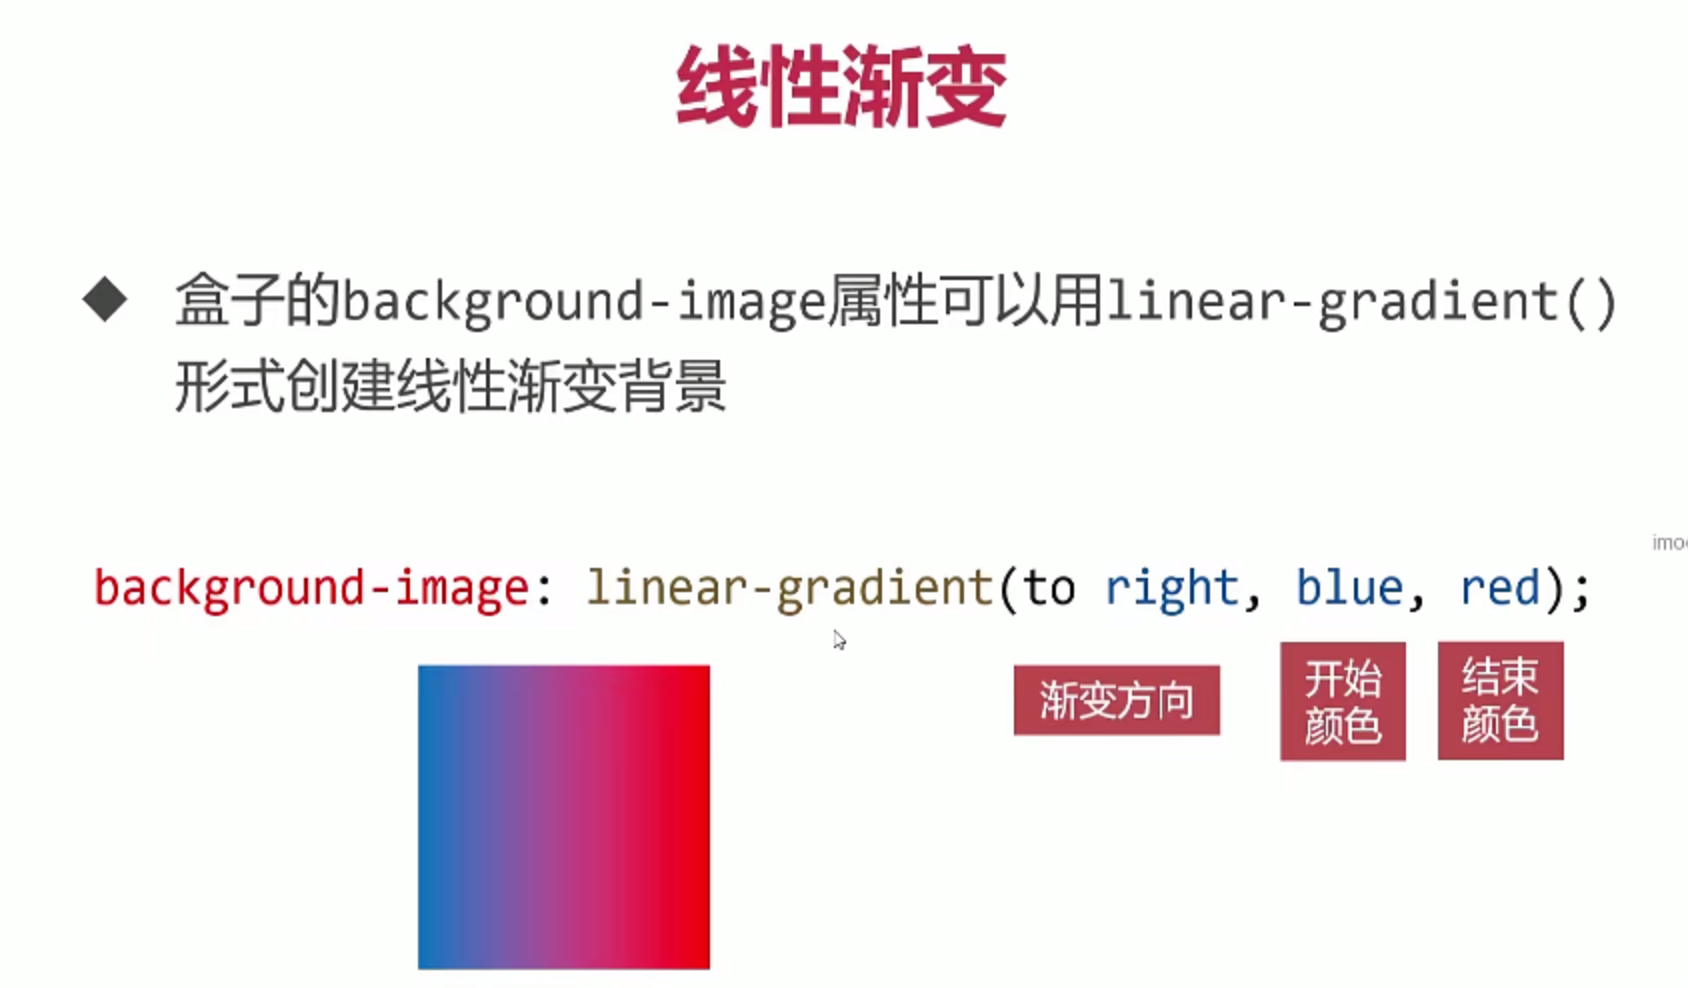 线性渐变
盒子的background-image属性可以用linear-gradient()
形式创建线性渐变背景
imoo
background-image: linear-gradient(to right, blue, red);
渐变方向
开始
颜色
结束
颜色